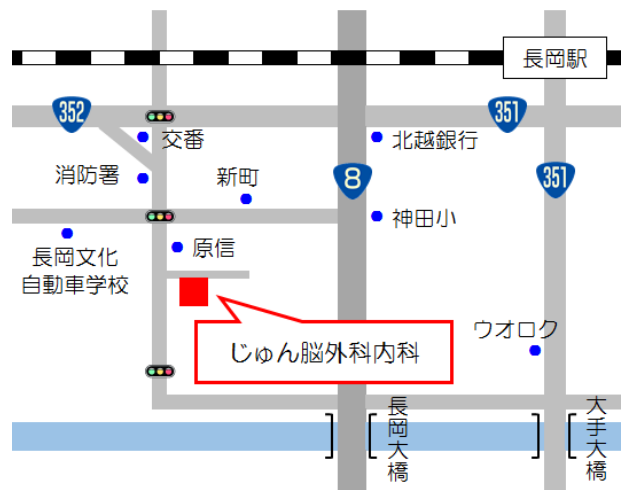 長岡駅
352
351
交番
北越銀行
消防署
新町
8
351
神田小
原信
長岡文化
自動車学校
じゅん脳外科内科
ウオロク
長岡大橋
大手大橋